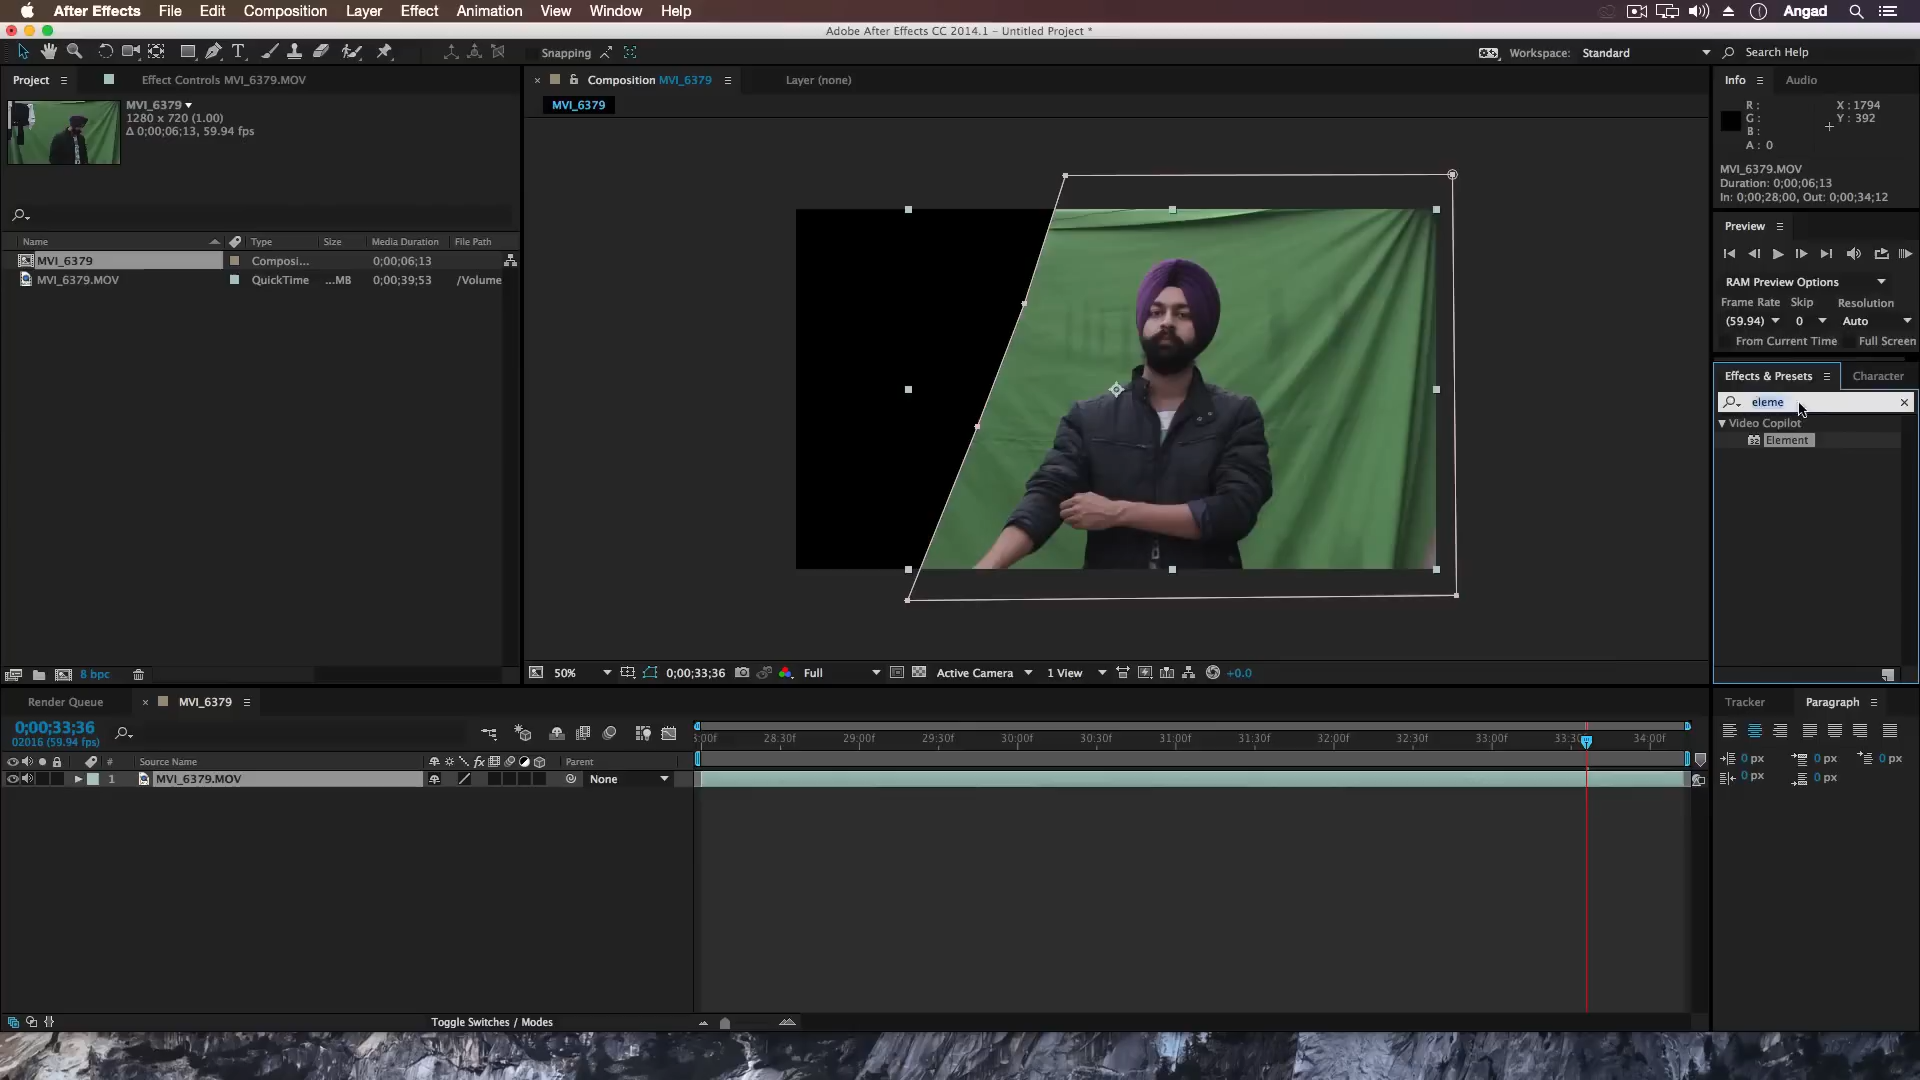 After Effects File Edit Composition Layer Effect Animation View Window Help Angad
Adobe After Effects CC 2014.1 – Untitled Project *
Snapping Workspace: Standard Search Help
Project Effect Controls MVI_6379.MOV
Composition MVI_6379 Layer (none)
Info Audio
MVI_6379
1280 x 720 (1.00)
Δ 0;00;06;13, 59.94 fps
MVI_6379
R : X : 1794
G : Y : 392
B :
A : 0
MVI_6379.MOV
Duration: 0;00;06;13
In: 0;00;28;00, Out: 0;00;34;12
Name Type Size Media Duration File Path
MVI_6379 Composi... 0;00;06;13
MVI_6379.MOV QuickTime ...MB 0;00;39;53 /Volume
Preview
RAM Preview Options
Frame Rate Skip Resolution
(59.94) 0 Auto
From Current Time Full Screen
Effects & Presets Character
eleme
Video Copilot
32 Element
8 bpc
50% 0;00;33;36 Full Active Camera 1 View +0.0
Render Queue MVI_6379
0;00;33;36
02016 (59.94 fps)
:00f 28:30f 29:00f 29:30f 30:00f 30:30f 31:00f 31:30f 32:00f 32:30f 33:00f 33:30 34:00f
# Source Name fx Parent
1 MVI_6379.MOV None
Toggle Switches / Modes
Tracker Paragraph
0 px 0 px 0 px
0 px 0 px